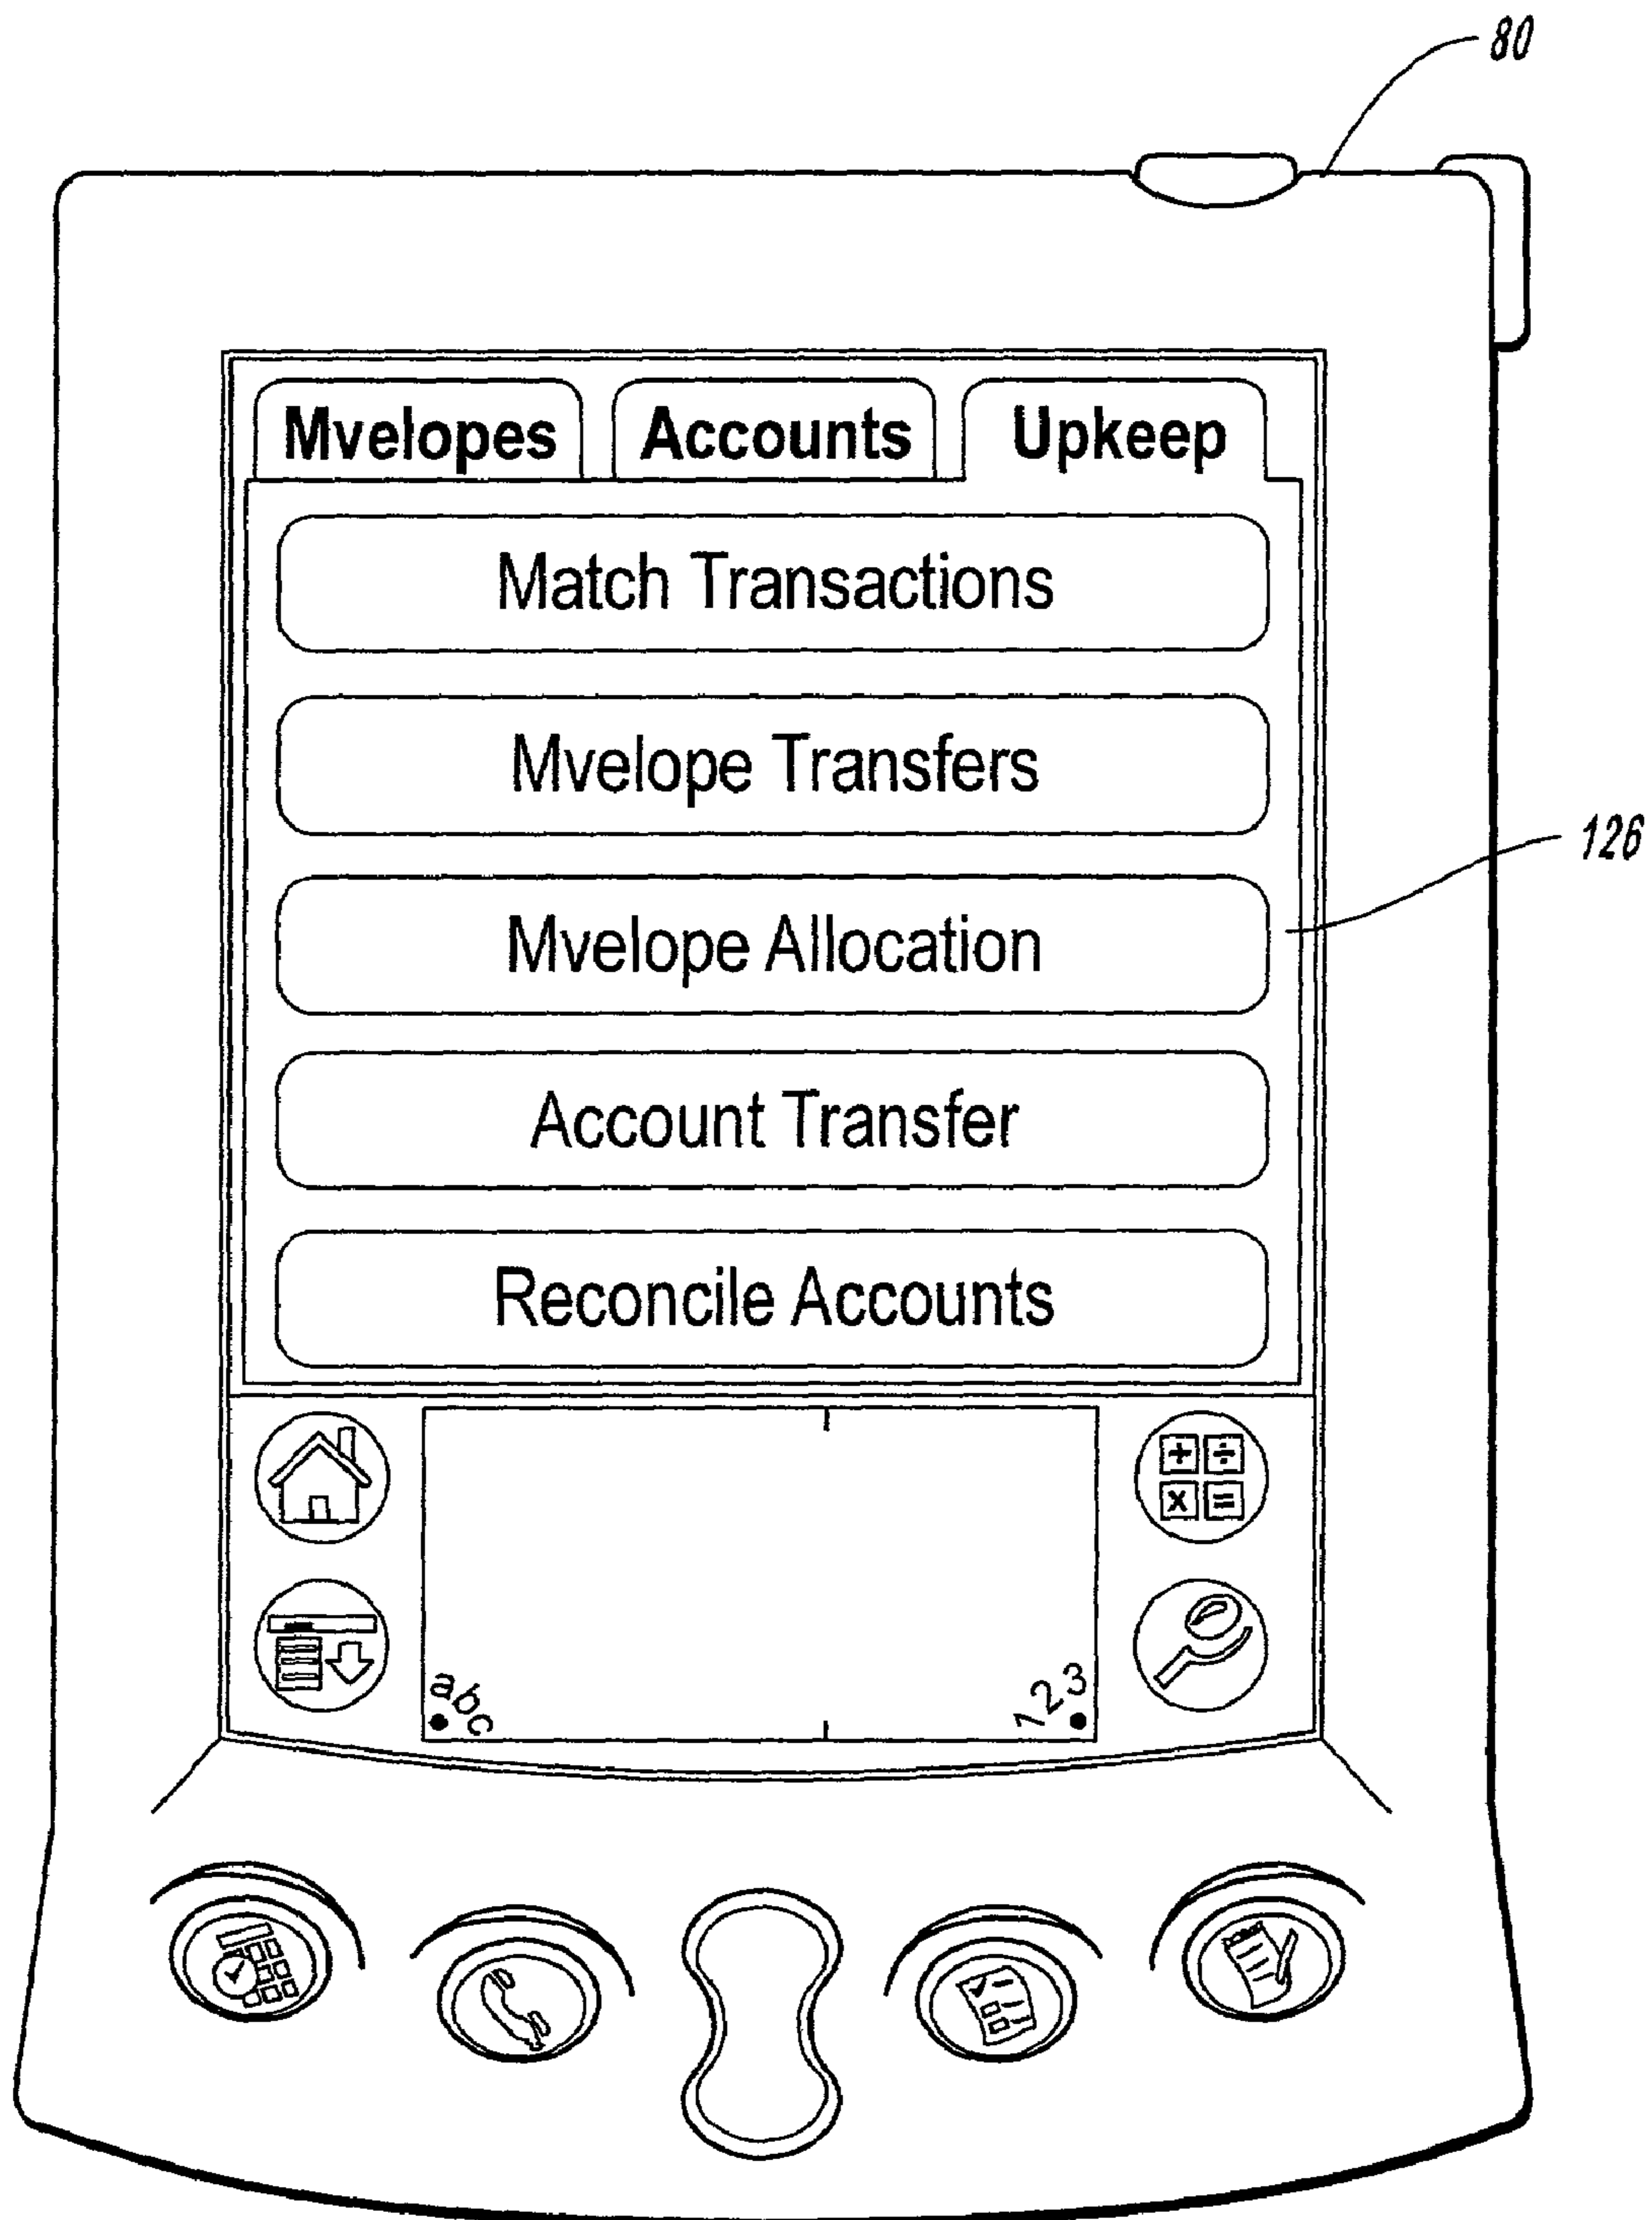 80
Mvelopes Accounts Upkeep
Match Transactions
Mvelope Transfers
126
Mvelope Allocation
Account Transfer
Reconcile Accounts
+ ÷
x =
abc 123